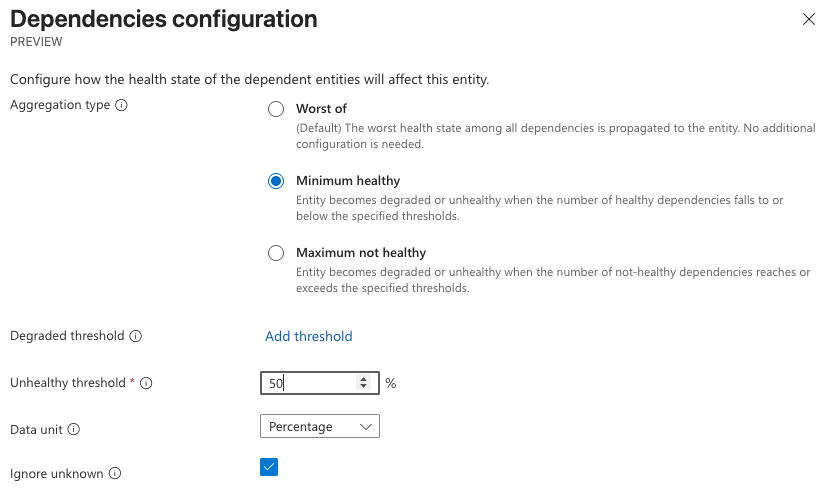 Dependencies configuration
PREVIEW
Configure how the health state of the dependent entities will affect this entity.
Aggregation type
Worst of
(Default) The worst health state among all dependencies is propagated to the entity. No additional
configuration is needed.
Minimum healthy
Entity becomes degraded or unhealthy when the number of healthy dependencies falls to or
below the specified thresholds.
Maximum not healthy
Entity becomes degraded or unhealthy when the number of not-healthy dependencies reaches or
exceeds the specified thresholds.
Degraded threshold
Add threshold
Unhealthy threshold *
50 %
Data unit
Percentage
Ignore unknown